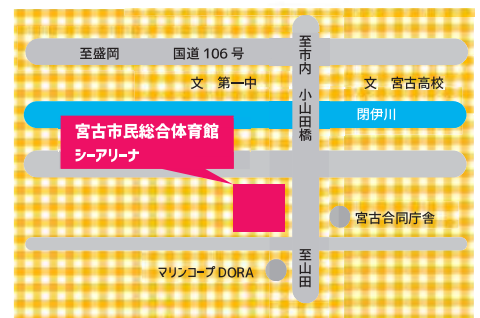 至盛岡
国道106号
至市内
文 第一中
文 宮古高校
小山田橋
閉伊川
宮古市民総合体育館
シーアリーナ
宮古合同庁舎
至山田
マリンコープDORA